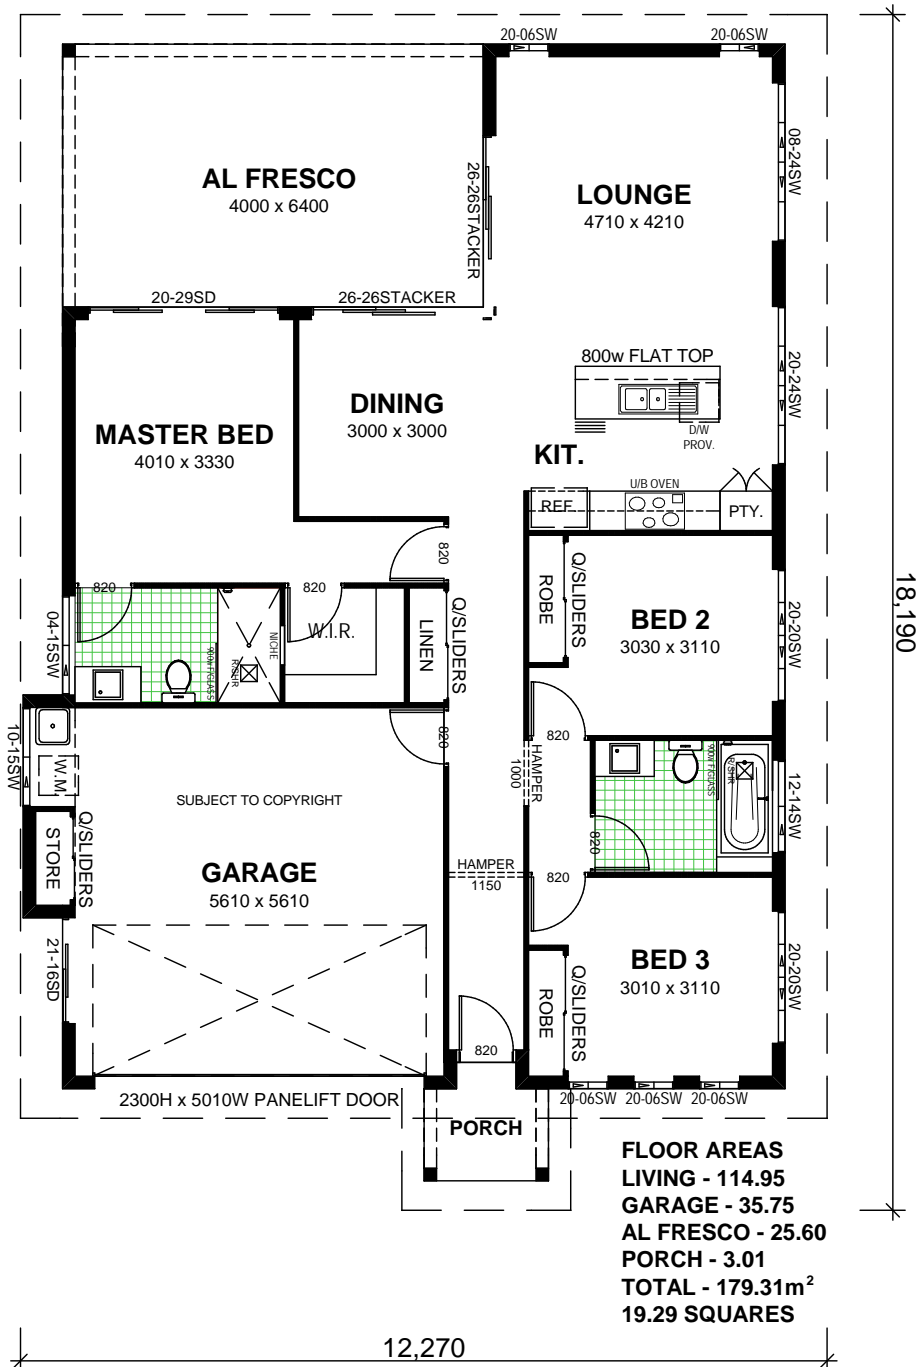 20-06SW
20-06SW
AL FRESCO
4000 x 6400
26-26STACKER
LOUNGE
4710 x 4210
08-24SW
20-29SD
26-26STACKER
MASTER BED
4010 x 3330
DINING
3000 x 3000
800w FLAT TOP
D/W
PROV.
KIT.
20-24SW
U/B OVEN
REF.
PTY.
820
820
820
04-15SW
900w F/GLASS
R/SHR
NICHE
W.I.R.
LINEN
Q/SLIDERS
ROBE
Q/SLIDERS
BED 2
3030 x 3110
20-20SW
18,190
10-15SW
W.M
820
820
HAMPER
1000
900w F/GLASS
R/SHR
12-14SW
820
SUBJECT TO COPYRIGHT
STORE
Q/SLIDERS
GARAGE
5610 x 5610
HAMPER
1150
820
21-16SD
BED 3
3010 x 3110
20-20SW
ROBE
Q/SLIDERS
820
2300H x 5010W PANELIFT DOOR
20-06SW
20-06SW
20-06SW
PORCH
FLOOR AREAS
LIVING - 114.95
GARAGE - 35.75
AL FRESCO - 25.60
PORCH - 3.01
TOTAL - 179.31m²
19.29 SQUARES
12,270